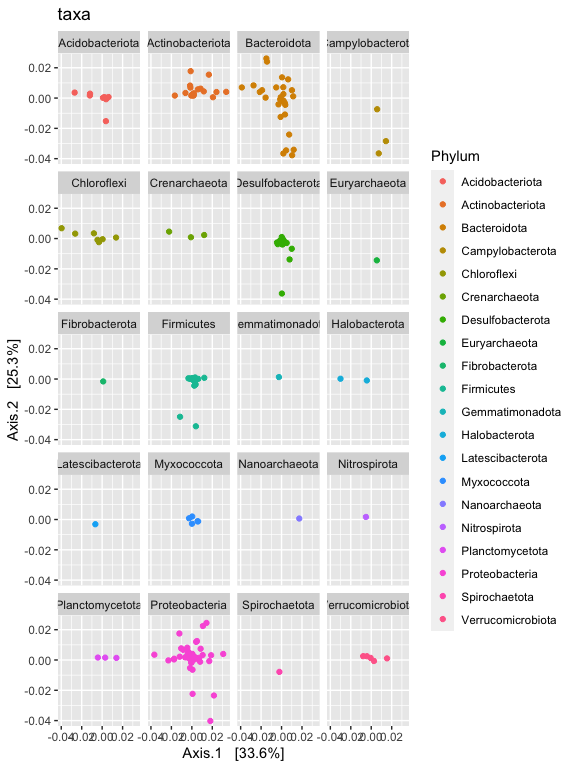 taxa
Acidobacteriota Actinobacteriota Bacteroidota Campylobacterota
0.02
0.00
-0.02
-0.04
Chloroflexi Crenarchaeota Desulfobacterota Euryarchaeota
0.02
0.00
-0.02
-0.04
Fibrobacterota Firmicutes emmatimonadot Halobacterota
0.02
0.00
-0.02
-0.04
Latescibacterota Myxococcota Nanoarchaeota Nitrospirota
0.02
0.00
-0.02
-0.04
Planctomycetota Proteobacteria Spirochaetota Verrucomicrobiot
0.02
0.00
-0.02
-0.04
-0.04 -0.02 0.00 0.02 -0.04 -0.02 0.00 0.02 -0.04 -0.02 0.00 0.02 -0.04 -0.02 0.00 0.02
Axis.1 [33.6%]
Axis.2 [25.3%]
Phylum
Acidobacteriota
Actinobacteriota
Bacteroidota
Campylobacterota
Chloroflexi
Crenarchaeota
Desulfobacterota
Euryarchaeota
Fibrobacterota
Firmicutes
Gemmatimonadota
Halobacterota
Latescibacterota
Myxococcota
Nanoarchaeota
Nitrospirota
Planctomycetota
Proteobacteria
Spirochaetota
Verrucomicrobiota